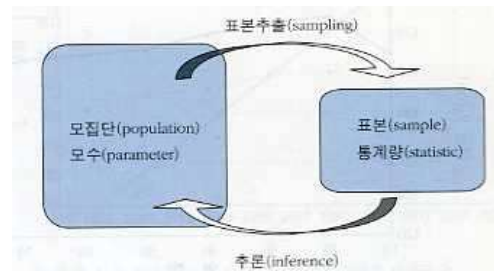 표본추출(sampling)
모집단(population)
모수(parameter)
표본(sample)
통계량(statistic)
추론(inference)